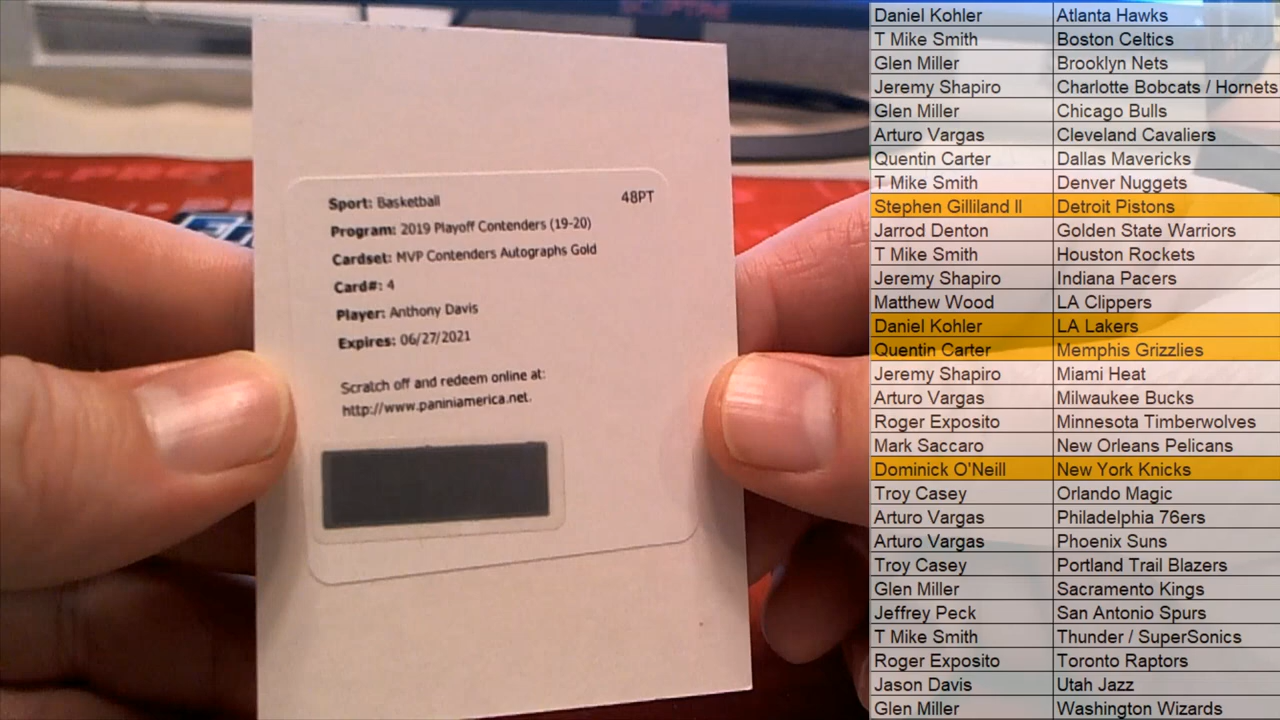 Sport: Basketball 48PT
Program: 2019 Playoff Contenders (19-20)
Cardset: MVP Contenders Autographs Gold
Card#: 4
Player: Anthony Davis
Expires: 06/27/2021
Scratch off and redeem online at:
http://www.paniniamerica.net.
Daniel Kohler Atlanta Hawks
T Mike Smith Boston Celtics
Glen Miller Brooklyn Nets
Jeremy Shapiro Charlotte Bobcats / Hornets
Glen Miller Chicago Bulls
Arturo Vargas Cleveland Cavaliers
Quentin Carter Dallas Mavericks
T Mike Smith Denver Nuggets
Stephen Gilliland II Detroit Pistons
Jarrod Denton Golden State Warriors
T Mike Smith Houston Rockets
Jeremy Shapiro Indiana Pacers
Matthew Wood LA Clippers
Daniel Kohler LA Lakers
Quentin Carter Memphis Grizzlies
Jeremy Shapiro Miami Heat
Arturo Vargas Milwaukee Bucks
Roger Exposito Minnesota Timberwolves
Mark Saccaro New Orleans Pelicans
Dominick O'Neill New York Knicks
Troy Casey Orlando Magic
Arturo Vargas Philadelphia 76ers
Arturo Vargas Phoenix Suns
Troy Casey Portland Trail Blazers
Glen Miller Sacramento Kings
Jeffrey Peck San Antonio Spurs
T Mike Smith Thunder / SuperSonics
Roger Exposito Toronto Raptors
Jason Davis Utah Jazz
Glen Miller Washington Wizards